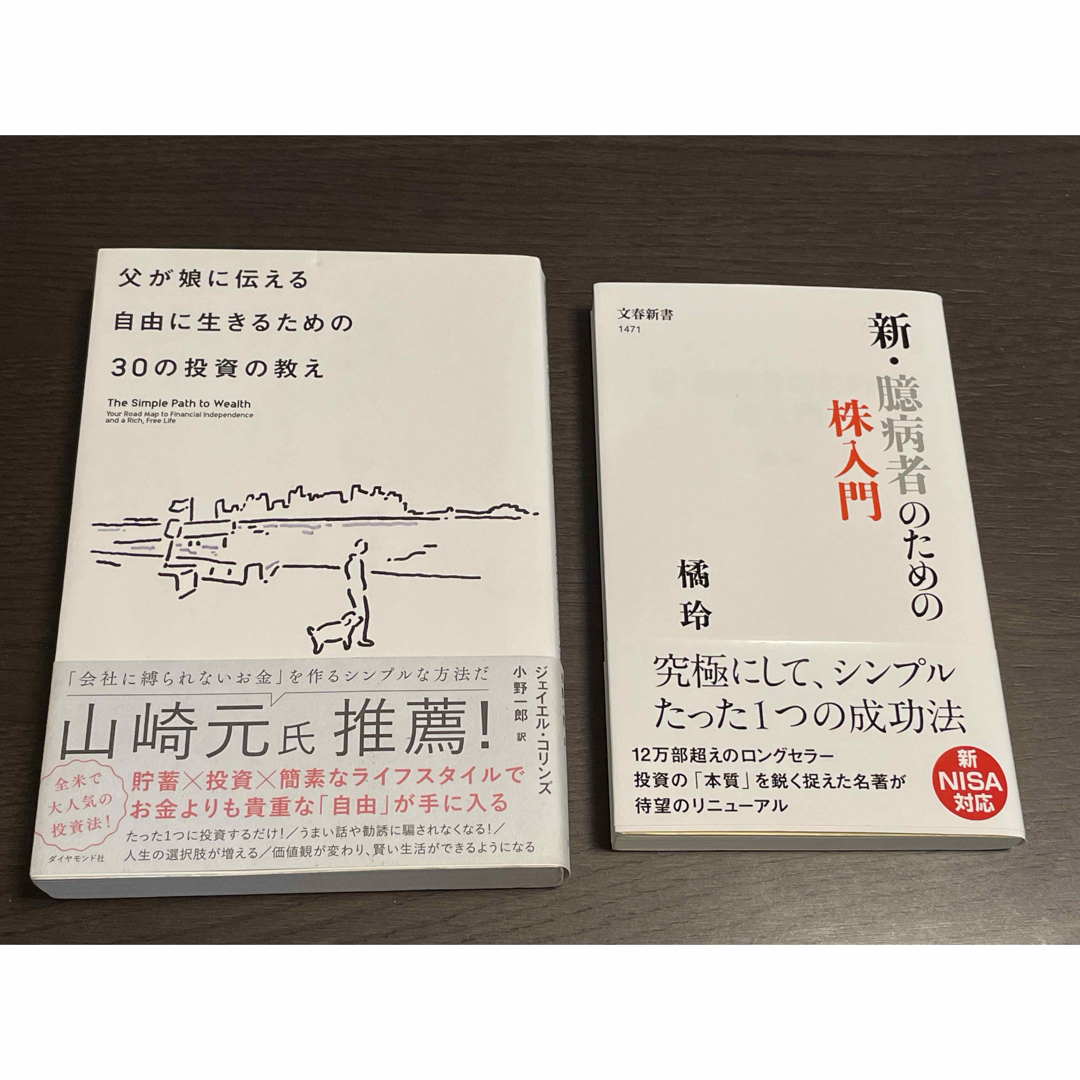 父が娘に伝える
自由に生きるための
30の投資の教え
The Simple Path to Wealth
Your Road Map to Financial Independence
and a Rich, Free Life
「会社に縛られないお金」を作るシンプルな方法だ
山崎元氏 推薦!
ジェイエル・コリンズ
小野一郎 訳
全米で
大人気の
投資法!
貯蓄×投資×簡素なライフスタイルで
お金よりも貴重な「自由」が手に入る
たった1つに投資するだけ!/うまい話や勧誘に騙されなくなる!/
人生の選択肢が増える/価値観が変わり、賢い生活ができるようになる
ダイヤモンド社
文春新書
1471
新・臆病者のための
株入門
橘玲
究極にして、シンプル
たった1つの成功法
12万部超えのロングセラー
投資の「本質」を鋭く捉えた名著が
待望のリニューアル
新
NISA
対応